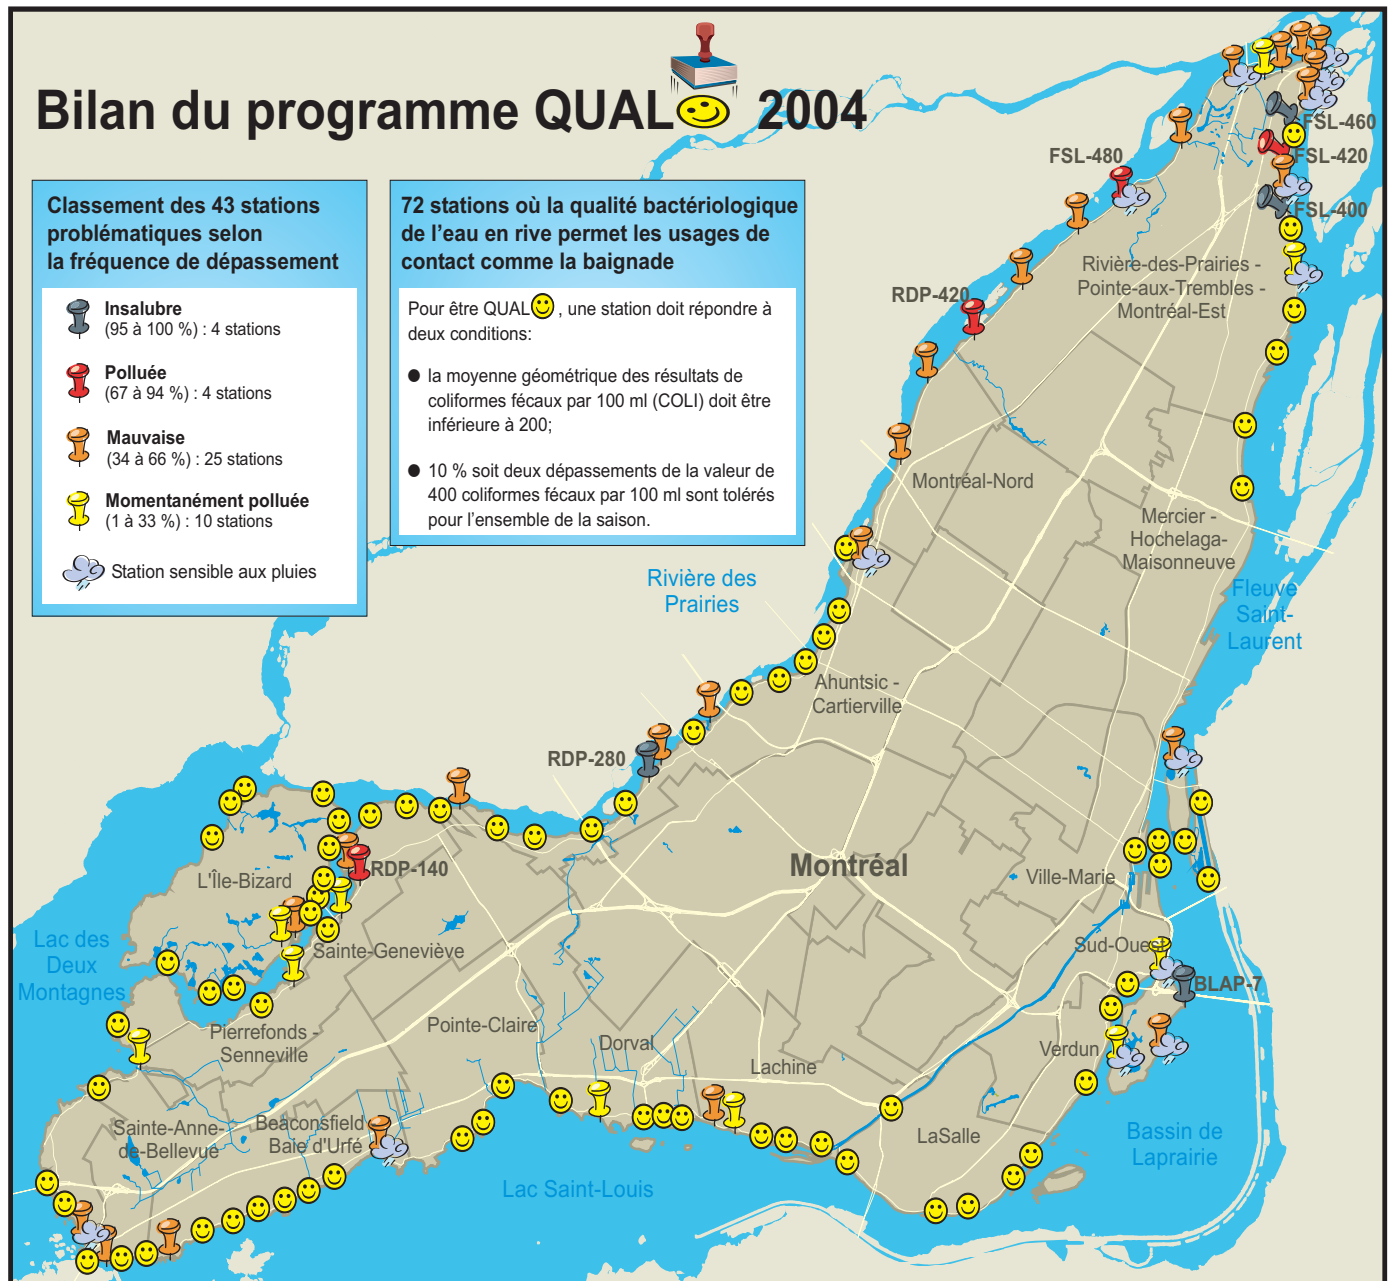 Bilan du programme QUAL 2004
Classement des 43 stations
problématiques selon
la fréquence de dépassement
Insalubre
(95 à 100 %) : 4 stations
Polluée
(67 à 94 %) : 4 stations
Mauvaise
(34 à 66 %) : 25 stations
Momentanément polluée
(1 à 33 %) : 10 stations
Station sensible aux pluies
72 stations où la qualité bactériologique
de l'eau en rive permet les usages de
contact comme la baignade
Pour être QUAL , une station doit répondre à
deux conditions:
● la moyenne géométrique des résultats de
coliformes fécaux par 100 ml (COLI) doit être
inférieure à 200;
● 10 % soit deux dépassements de la valeur de
400 coliformes fécaux par 100 ml sont tolérés
pour l'ensemble de la saison.
FSL-460
FSL-480
FSL-420
FSL-400
Rivière-des-Prairies -
Pointe-aux-Trembles -
Montréal-Est
RDP-420
Montréal-Nord
Mercier -
Hochelaga-
Maisonneuve
Rivière des
Prairies
Fleuve
Saint-
Laurent
Ahuntsic -
Cartierville
RDP-280
RDP-140
Montréal
L'Île-Bizard
Ville-Marie
Sainte-Geneviève
Lac des
Deux
Montagnes
Sud-Ouest
BLAP-7
Pierrefonds -
Senneville
Pointe-Claire
Dorval
Verdun
Lachine
Sainte-Anne-
de-Bellevue
Beaconsfield
Baie d'Urfé
LaSalle
Bassin de
Laprairie
Lac Saint-Louis